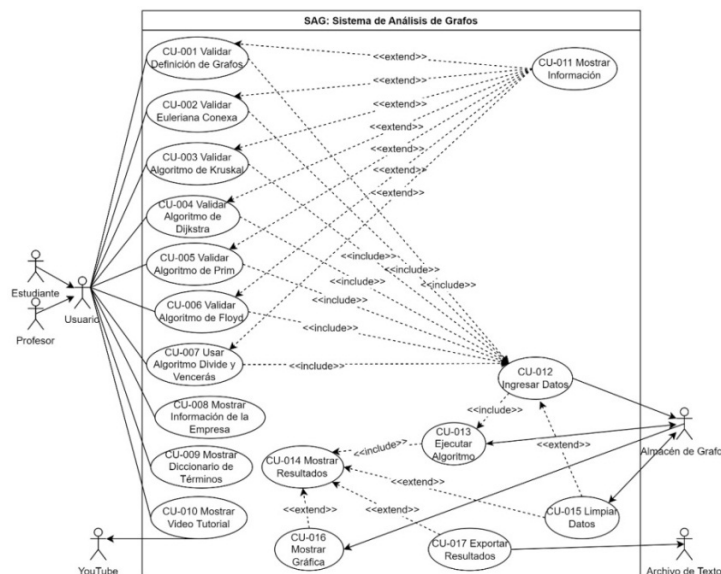 SAG: Sistema de Análisis de Grafos
CU-001 Validar
Definición de Grafos
<<extend>>
CU-011 Mostrar
Información
CU-002 Validar
Euleriana Conexa
<<extend>>
<<extend>>
CU-003 Validar
Algoritmo de Kruskal
<<extend>>
<<extend>>
<<extend>>
<<extend>>
CU-004 Validar
Algoritmo de
Dijkstra
CU-005 Validar
Algoritmo de Prim
CU-006 Validar
Algoritmo de Floyd
CU-007 Usar
Algoritmo Divide y
Vencerás
Estudiante
Profesor
Usuario
<<include>>
<<include>>
<<include>>
<<include>>
<<include>>
<<include>>
<<include>>
CU-012
Ingresar Datos
CU-008 Mostrar
Información de la
Empresa
<<include>>
CU-013
Ejecutar
Algoritmo
<<include>>
<<extend>>
Almacén de Grafo
CU-009 Mostrar
Diccionario de
Términos
CU-014 Mostrar
Resultados
<<extend>>
CU-010 Mostrar
Video Tutorial
<<extend>>
<<extend>>
CU-015 Limpiar
Datos
CU-016
Mostrar
Gráfica
CU-017 Exportar
Resultados
YouTube
Archivo de Texto